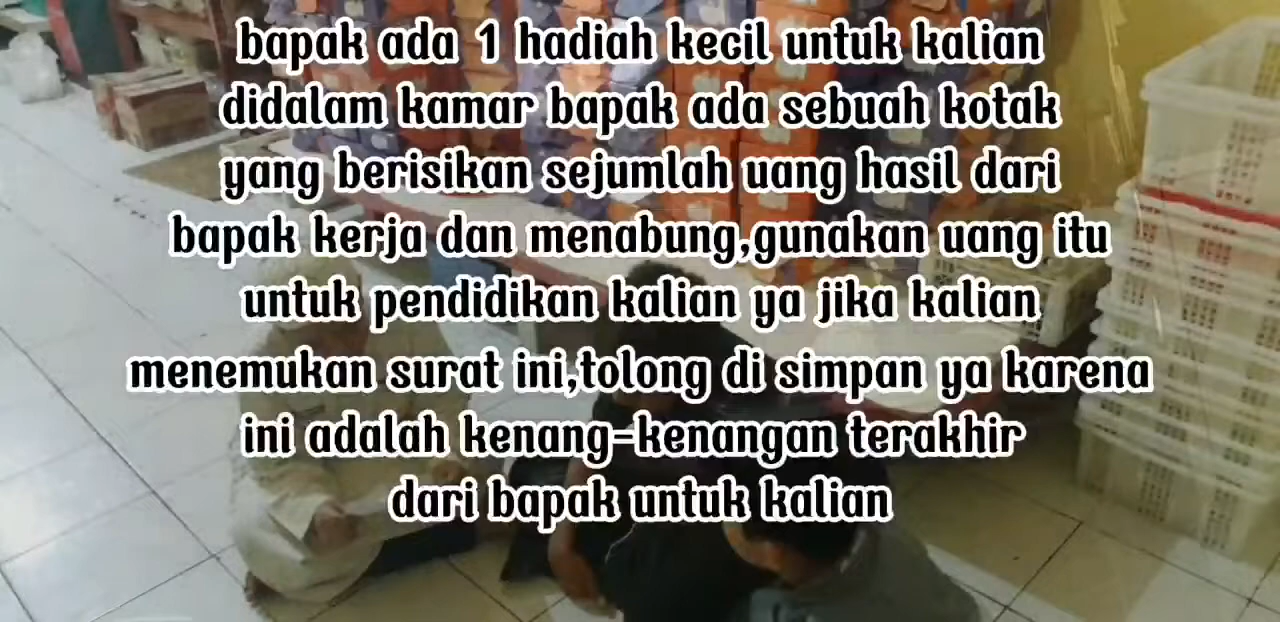 bapak ada 1 hadiah kecil untuk kalian
didalam kamar bapak ada sebuah kotak
yang berisikan sejumlah uang hasil dari
bapak kerja dan menabung,gunakan uang itu
untuk pendidikan kalian ya jika kalian
menemukan surat ini,tolong di simpan ya karena
ini adalah kenang-kenangan terakhir
dari bapak untuk kalian